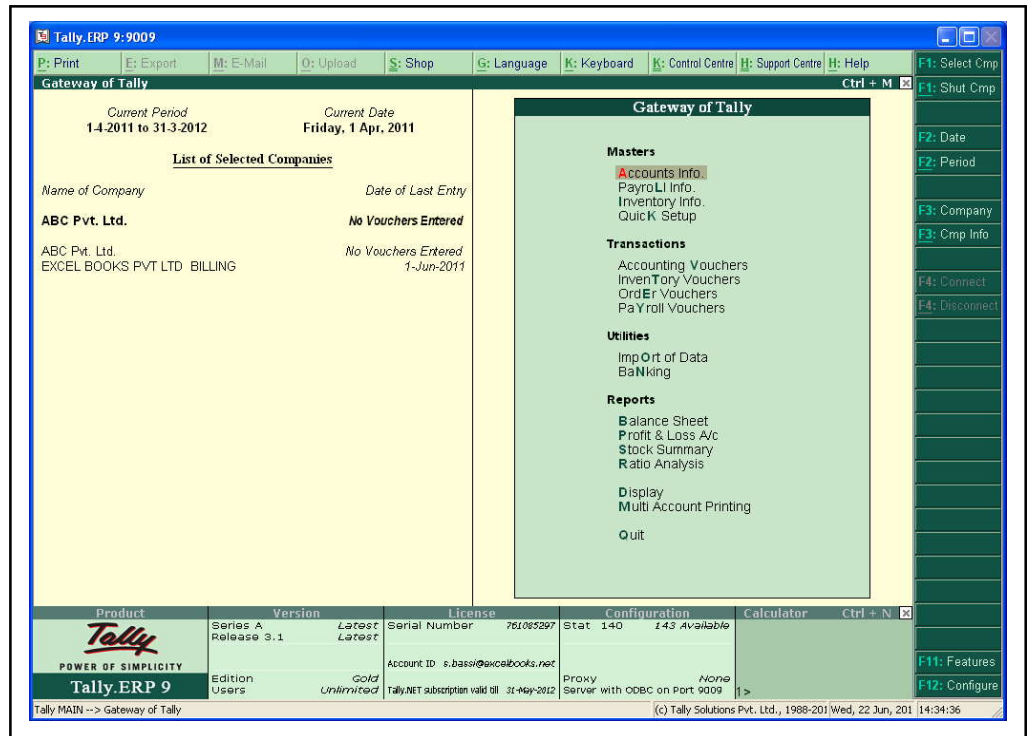 Tally.ERP 9:9009
P: Print E: Export M: E-Mail O: Upload S: Shop G: Language K: Keyboard K: Control Centre H: Support Centre H: Help
Gateway of Tally Ctrl + M
Current Period Current Date
1-4-2011 to 31-3-2012 Friday, 1 Apr, 2011
List of Selected Companies
Name of Company Date of Last Entry
ABC Pvt. Ltd. No Vouchers Entered
ABC Pvt. Ltd. No Vouchers Entered
EXCEL BOOKS PVT LTD BILLING 1-Jun-2011
Gateway of Tally
Masters
Accounts Info.
PayroLl Info.
Inventory Info.
QuicK Setup
Transactions
Accounting Vouchers
InvenTory Vouchers
OrdEr Vouchers
PaYroll Vouchers
Utilities
ImpOrt of Data
BaNking
Reports
Balance Sheet
Profit & Loss A/c
Stock Summary
Ratio Analysis
Display
Multi Account Printing
Quit
F1: Select Cmp
F1: Shut Cmp
F2: Date
F2: Period
F3: Company
F3: Cmp Info
F4: Connect
F4: Disconnect
F11: Features
F12: Configure
Product Version License Configuration Calculator Ctrl + N
Tally
POWER OF SIMPLICITY
Tally.ERP 9
Series A Latest
Release 3.1 Latest
Edition Gold
Users Unlimited
Serial Number 761085297
Account ID s.bassi@excelbooks.net
Tally.NET subscription valid till 31-May-2012
Stat 140 143 Available
Proxy None
Server with ODBC on Port 9009
1>
Tally MAIN --> Gateway of Tally (c) Tally Solutions Pvt. Ltd., 1988-201 Wed, 22 Jun, 201 14:34:36